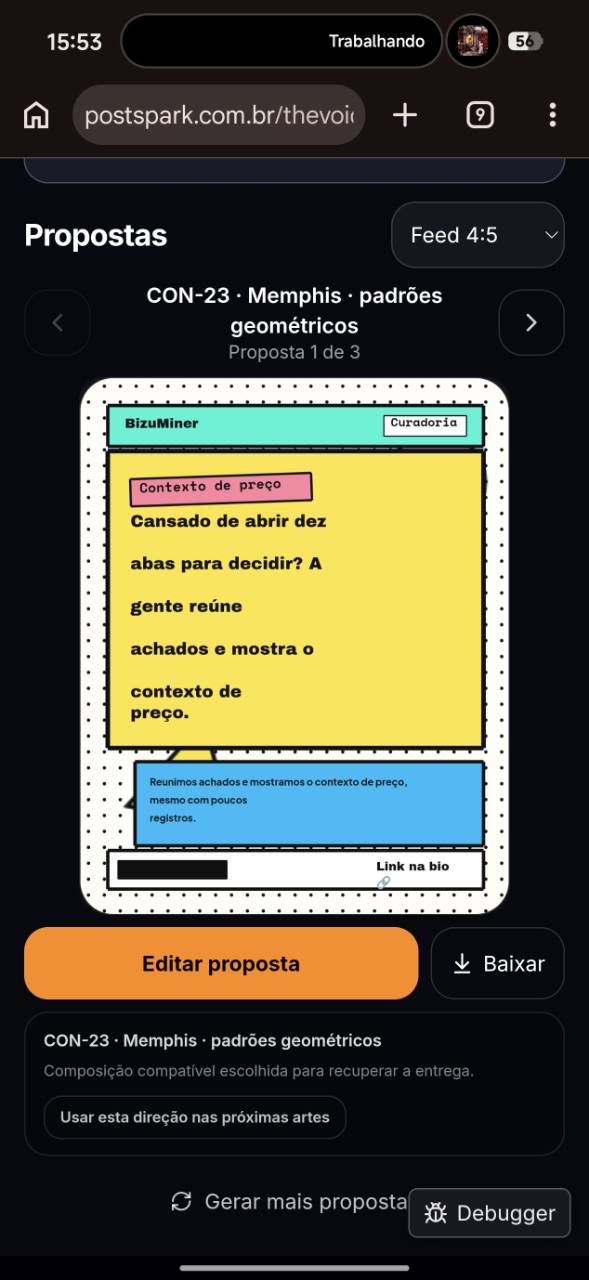 15:53
Trabalhando
56
postspark.com.br/thevoic
9
Propostas
Feed 4:5
CON-23 · Memphis · padrões
geométricos
Proposta 1 de 3
BizuMiner
Curadoria
Contexto de preço
Cansado de abrir dez
abas para decidir? A
gente reúne
achados e mostra o
contexto de
preço.
Reunimos achados e mostramos o contexto de preço,
mesmo com poucos
registros.
Link na bio
🔗
Editar proposta
Baixar
CON-23 · Memphis · padrões geométricos
Composição compatível escolhida para recuperar a entrega.
Usar esta direção nas próximas artes
Gerar mais proposta
Debugger